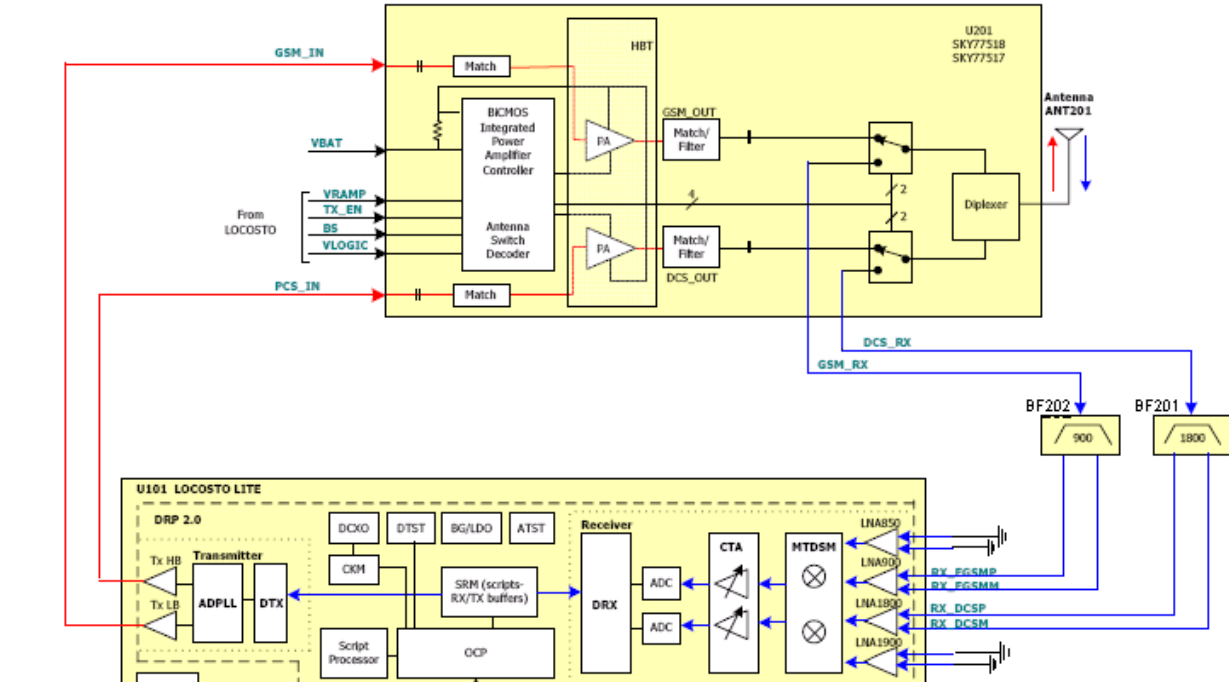 U201
SKY77518
SKY77517
HBT
GSM_IN
Match
Antenna
ANT201
BiCMOS
Integrated
Power
Amplifier
Controller
GSM_OUT
PA
Match/
Filter
VBAT
4
2
VRAMP
TX_EN
BS
VLOGIC
From
LOCOSTO
Diplexer
2
Antenna
Switch
Decoder
PA
Match/
Filter
DCS_OUT
PCS_IN
Match
DCS_RX
GSM_RX
BF202
BF201
900
1800
U101 LOCOSTO LITE
DRP 2.0
DCXO
DTST
BG/LDO
ATST
Receiver
LNA850
Transmitter
Tx HB
CKM
CTA
MTDSM
LNA900
RX_EGSMP
RX_EGSMM
ADPLL
DTX
Tx LB
SRM (scripts-
RX/TX buffers)
DRX
ADC
ADC
LNA1800
RX_DCSP
RX_DCSM
LNA1900
Script
Processor
OCP